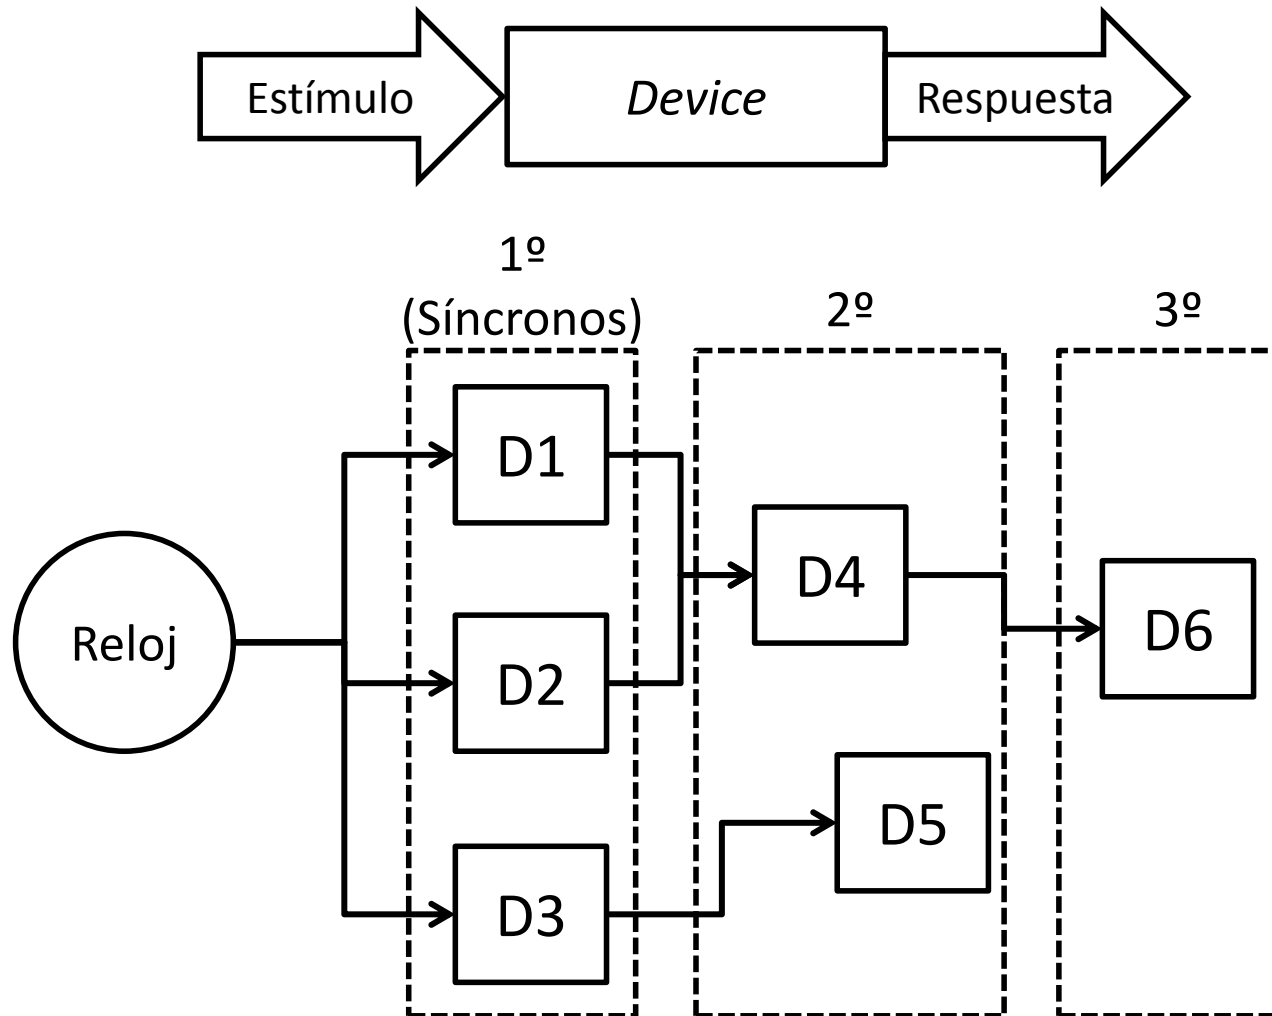 Estímulo
Device
Respuesta
1º
(Síncronos)
2º
3º
D1
D4
D6
Reloj
D2
D5
D3